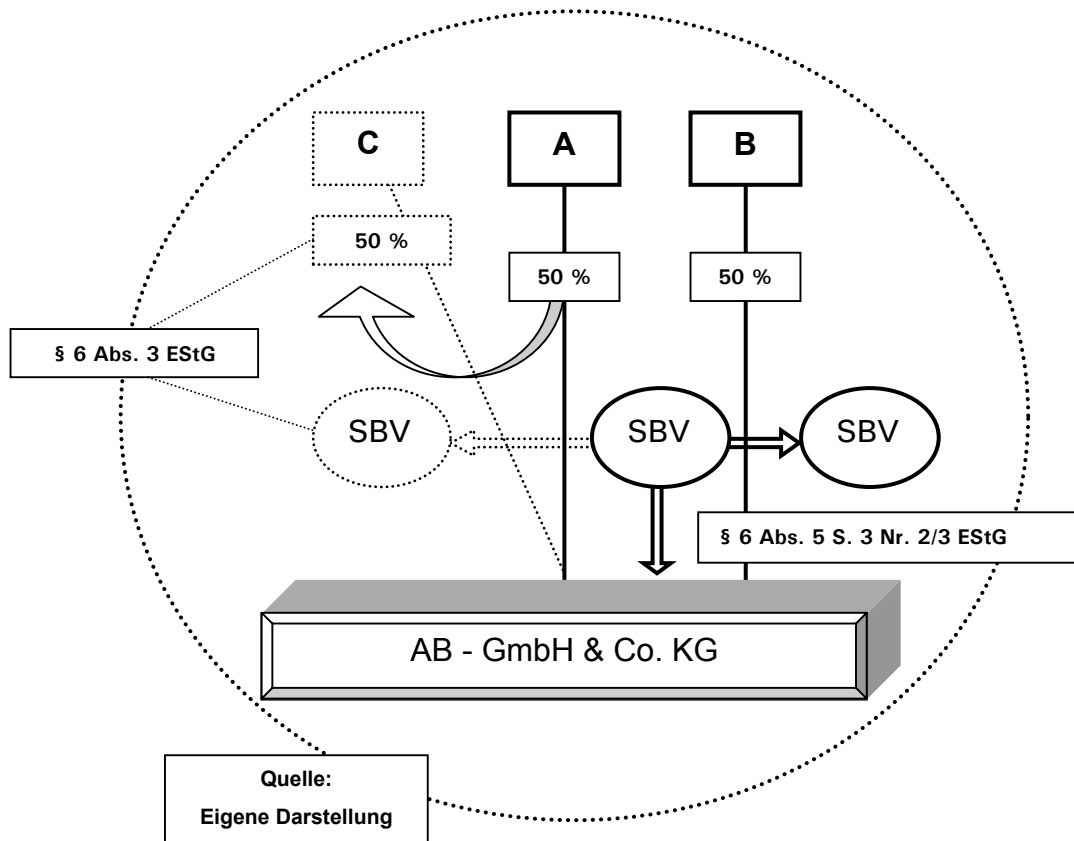 C
A
B
50 %
50 %
50 %
§ 6 Abs. 3 EStG
SBV
SBV
SBV
§ 6 Abs. 5 S. 3 Nr. 2/3 EStG
AB - GmbH & Co. KG
Quelle:
Eigene Darstellung